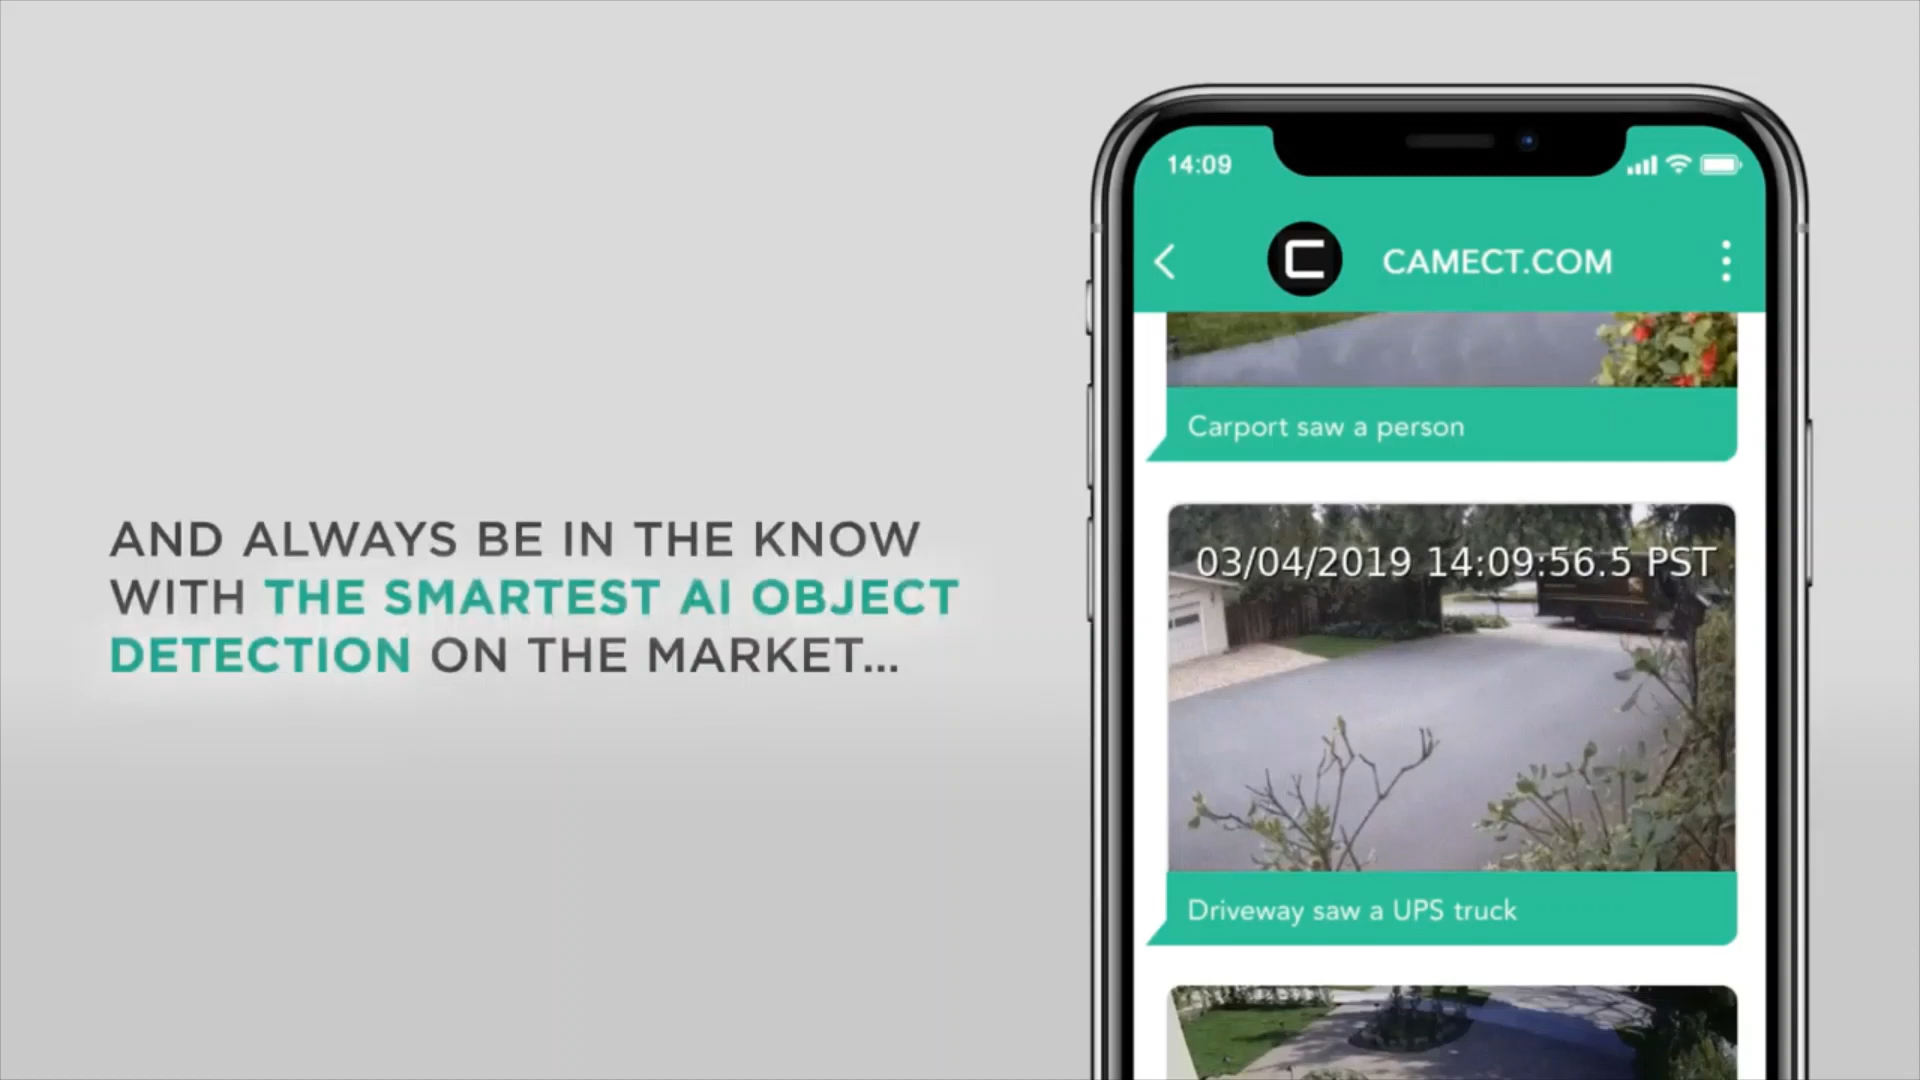 AND ALWAYS BE IN THE KNOW
WITH THE SMARTEST AI OBJECT
DETECTION ON THE MARKET...
14:09
CAMECT.COM
Carport saw a person
03/04/2019 14:09:56.5 PST
Driveway saw a UPS truck